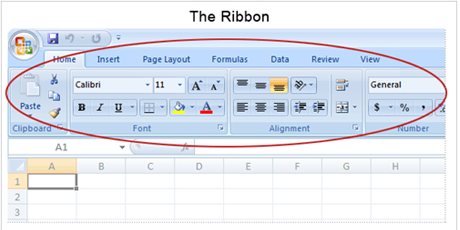 The Ribbon
Home Insert Page Layout Formulas Data Review View
Calibri 11 A A General
Paste B I U A $ % ,
Clipboard Font Alignment Number
A1 fx
A B C D E F G H
1
2
3